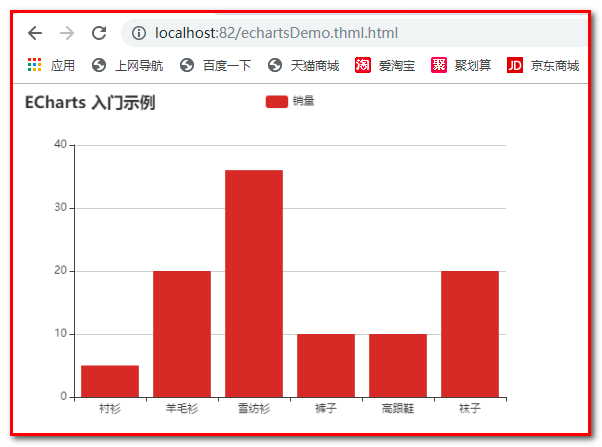 localhost:82/echartsDemo.thml.html
应用 上网导航 百度一下 天猫商城 淘 爱淘宝 聚 聚划算 JD 京东商城
ECharts 入门示例 销量
40
30
20
10
0
衬衫 羊毛衫 雪纺衫 裤子 高跟鞋 袜子